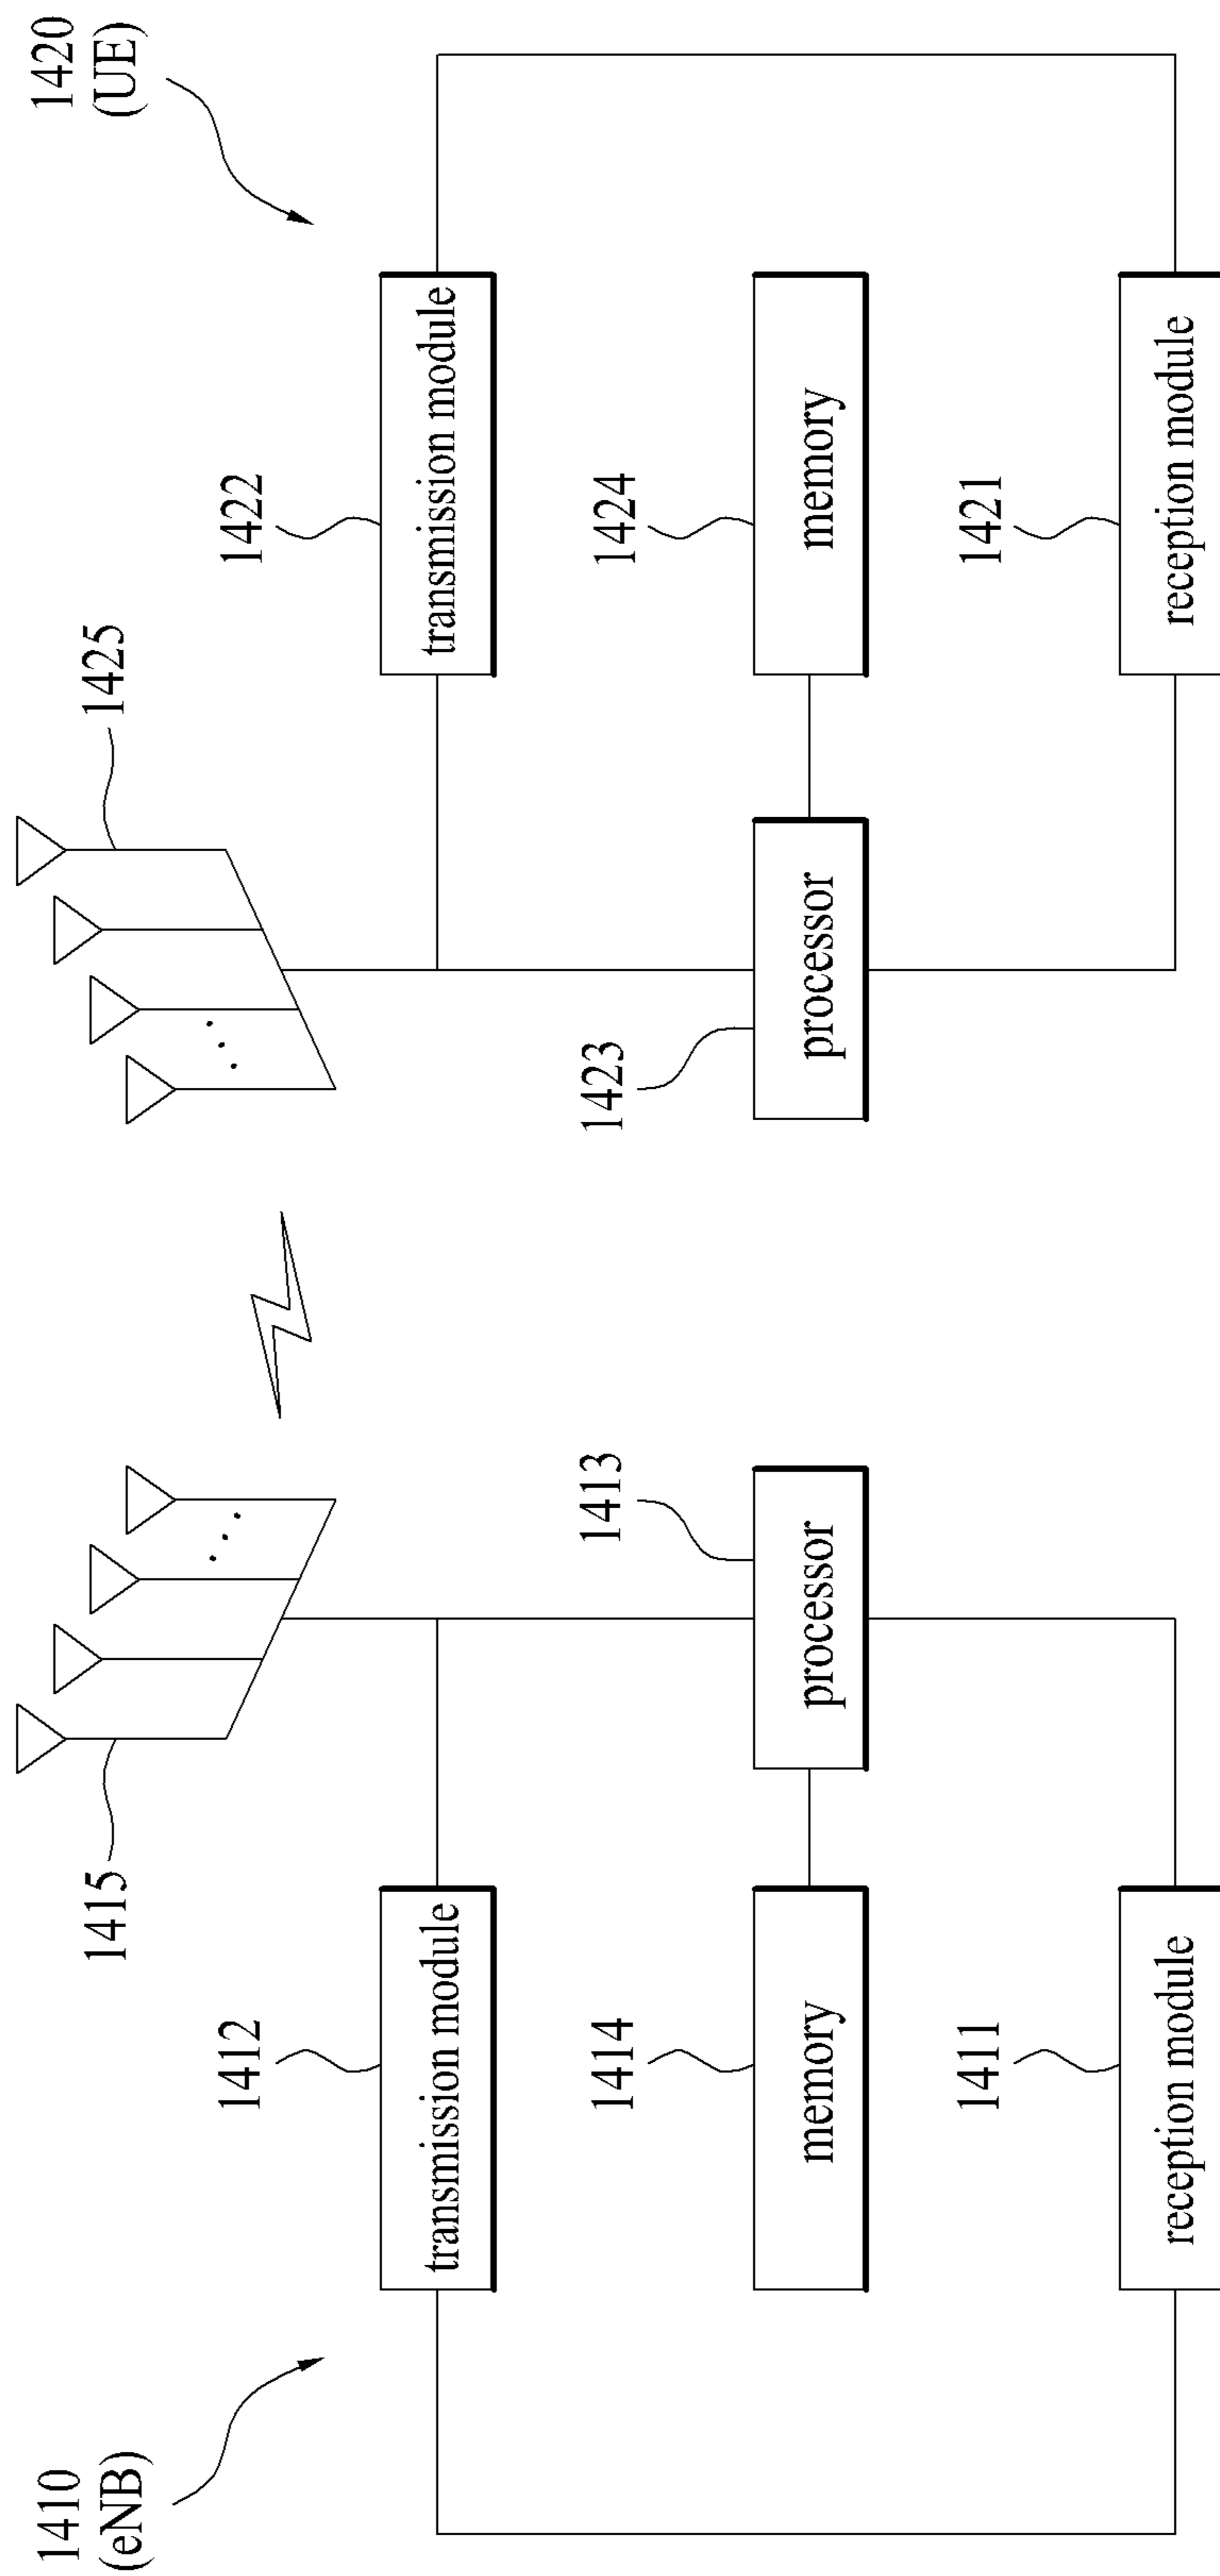 1410
(eNB)
1415
1412
transmission module
1413
1414
memory
processor
1411
reception module
1420
(UE)
1425
1422
transmission module
1423
1424
processor
memory
1421
reception module